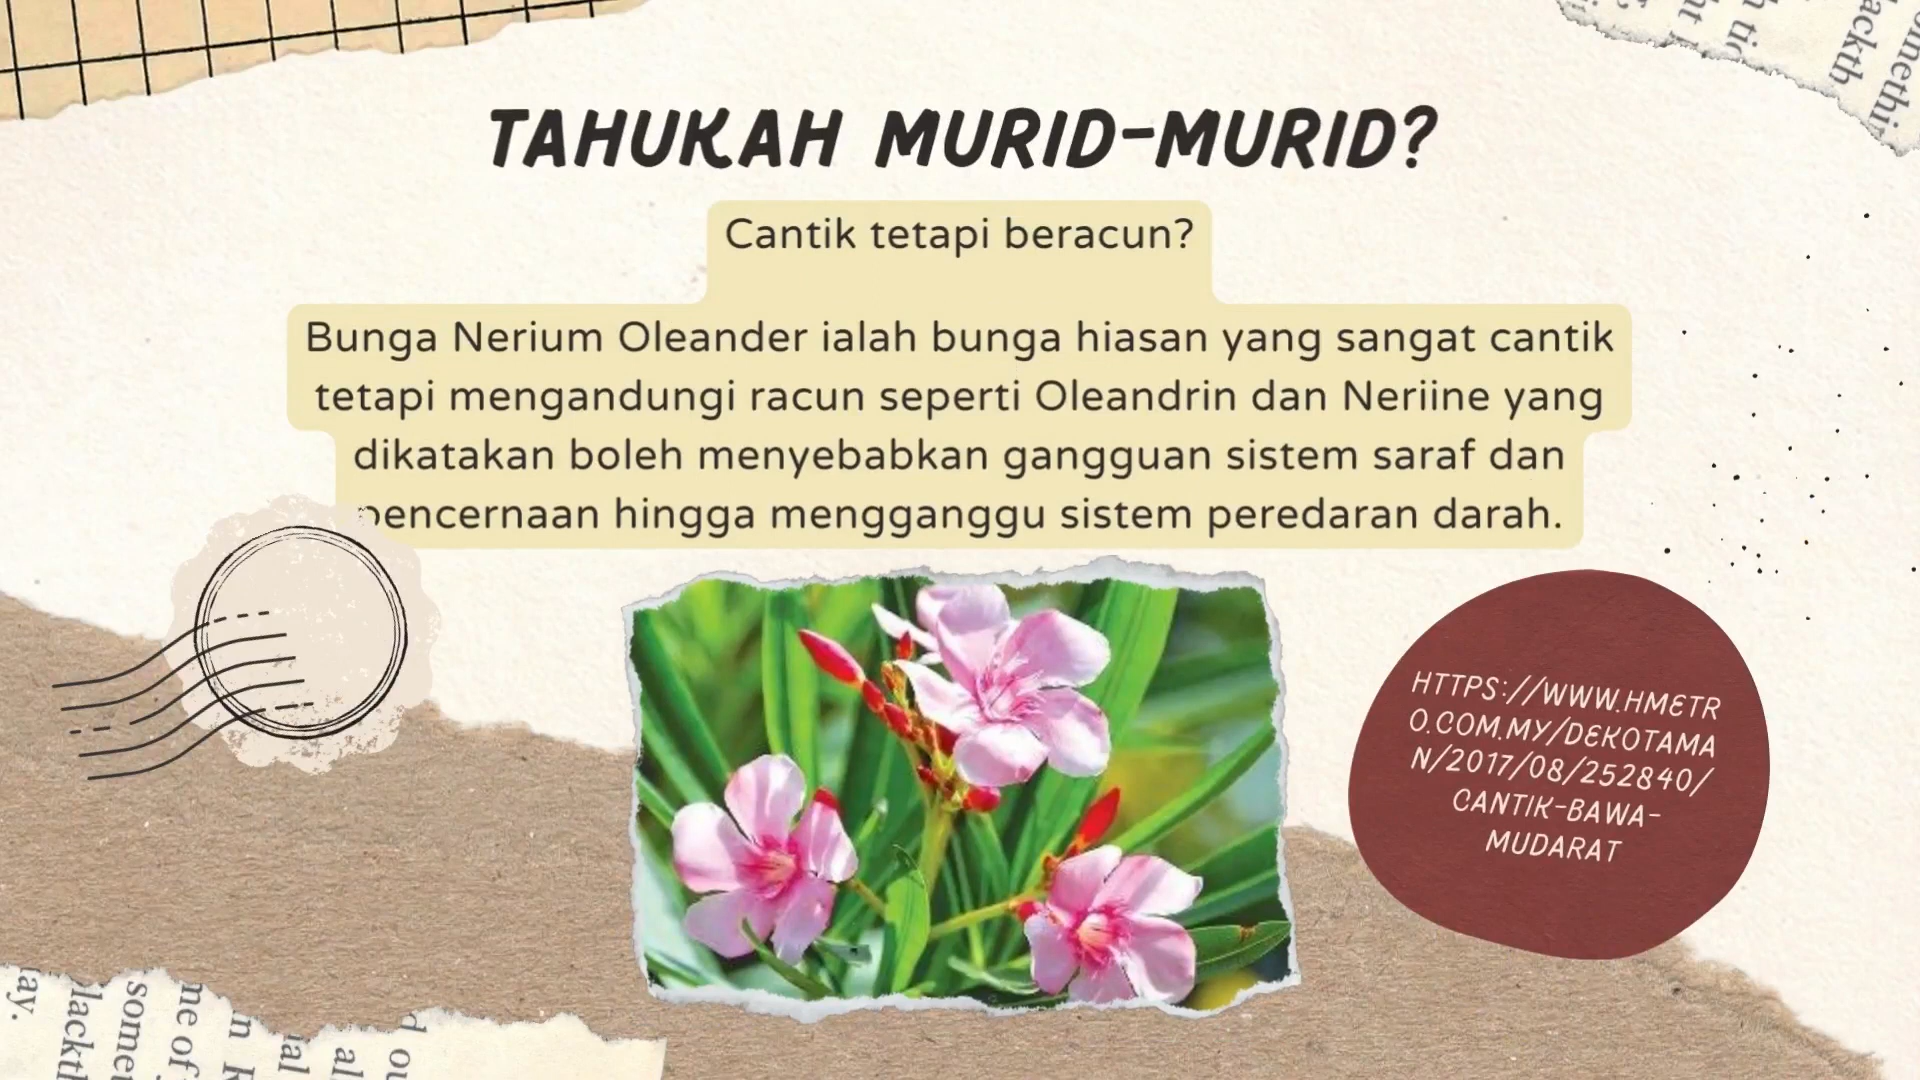 TAHUKAH MURID-MURID?
Cantik tetapi beracun?
Bunga Nerium Oleander ialah bunga hiasan yang sangat cantik
tetapi mengandungi racun seperti Oleandrin dan Neriine yang
dikatakan boleh menyebabkan gangguan sistem saraf dan
pencernaan hingga mengganggu sistem peredaran darah.
HTTPS://WWW.HMETR
O.COM.MY/DEKOTAMA
N/2017/08/252840/
CANTIK-BAWA-
MUDARAT